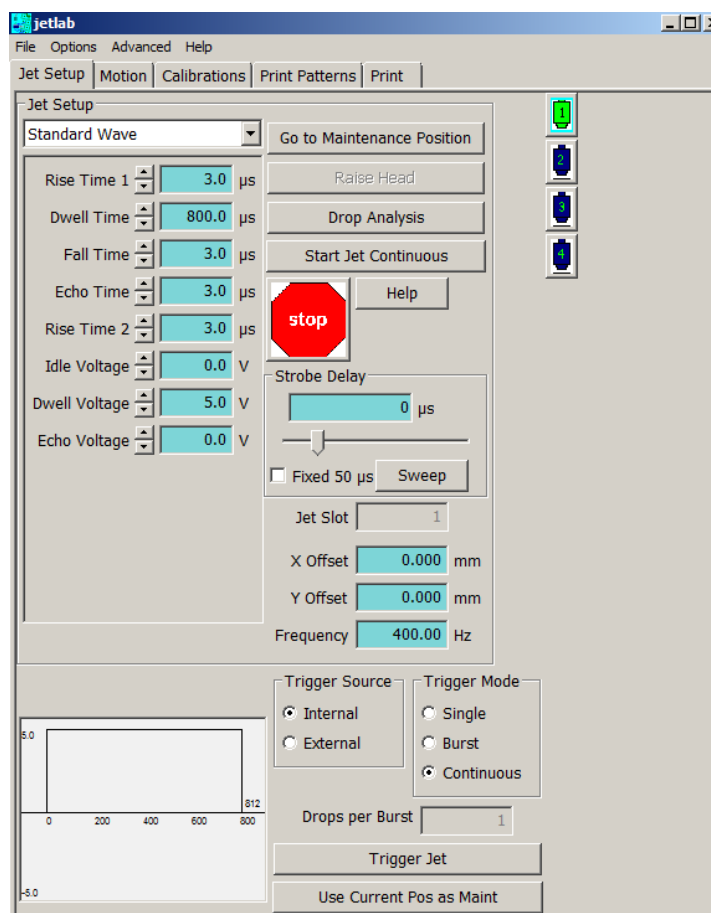 jetlab
File Options Advanced Help
Jet Setup Motion Calibrations Print Patterns Print
Jet Setup
Standard Wave
Go to Maintenance Position
Rise Time 1 3.0 µs
Raise Head
Dwell Time 800.0 µs
Drop Analysis
Fall Time 3.0 µs
Start Jet Continuous
Echo Time 3.0 µs
stop
Help
Rise Time 2 3.0 µs
Idle Voltage 0.0 V
Dwell Voltage 5.0 V
Echo Voltage 0.0 V
Strobe Delay
0 µs
Fixed 50 µs Sweep
Jet Slot 1
X Offset 0.000 mm
Y Offset 0.000 mm
Frequency 400.00 Hz
1
2
3
4
Trigger Source
Internal
External
Trigger Mode
Single
Burst
Continuous
Drops per Burst 1
Trigger Jet
Use Current Pos as Maint
5.0
812
0 200 400 600 800
-5.0